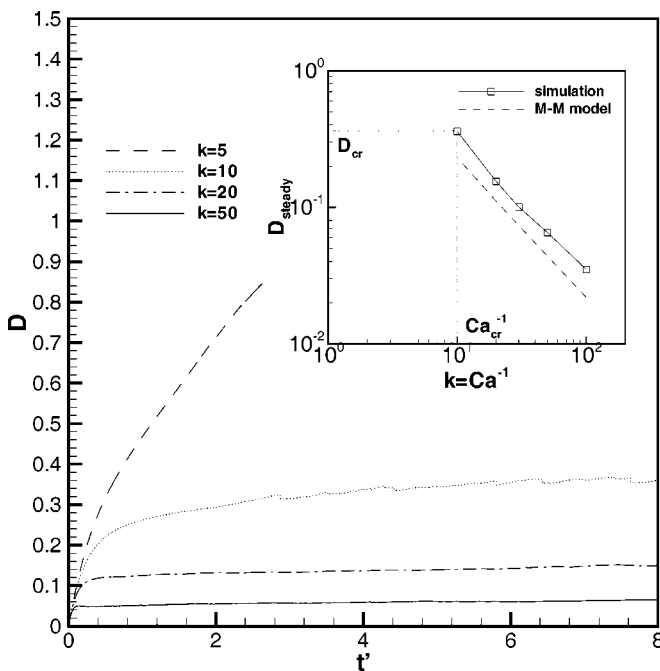 1.5
1.4
1.3
1.2
1.1
1
0.9
0.8
0.7
0.6
0.5
0.4
0.3
0.2
0.1
0
D
0 2 4 6 8
t'
k=5
k=10
k=20
k=50
10⁰
10⁻¹
10⁻²
D_steady
simulation
M-M model
D_cr
Ca_cr⁻¹
10⁰ 10¹ 10²
k=Ca⁻¹